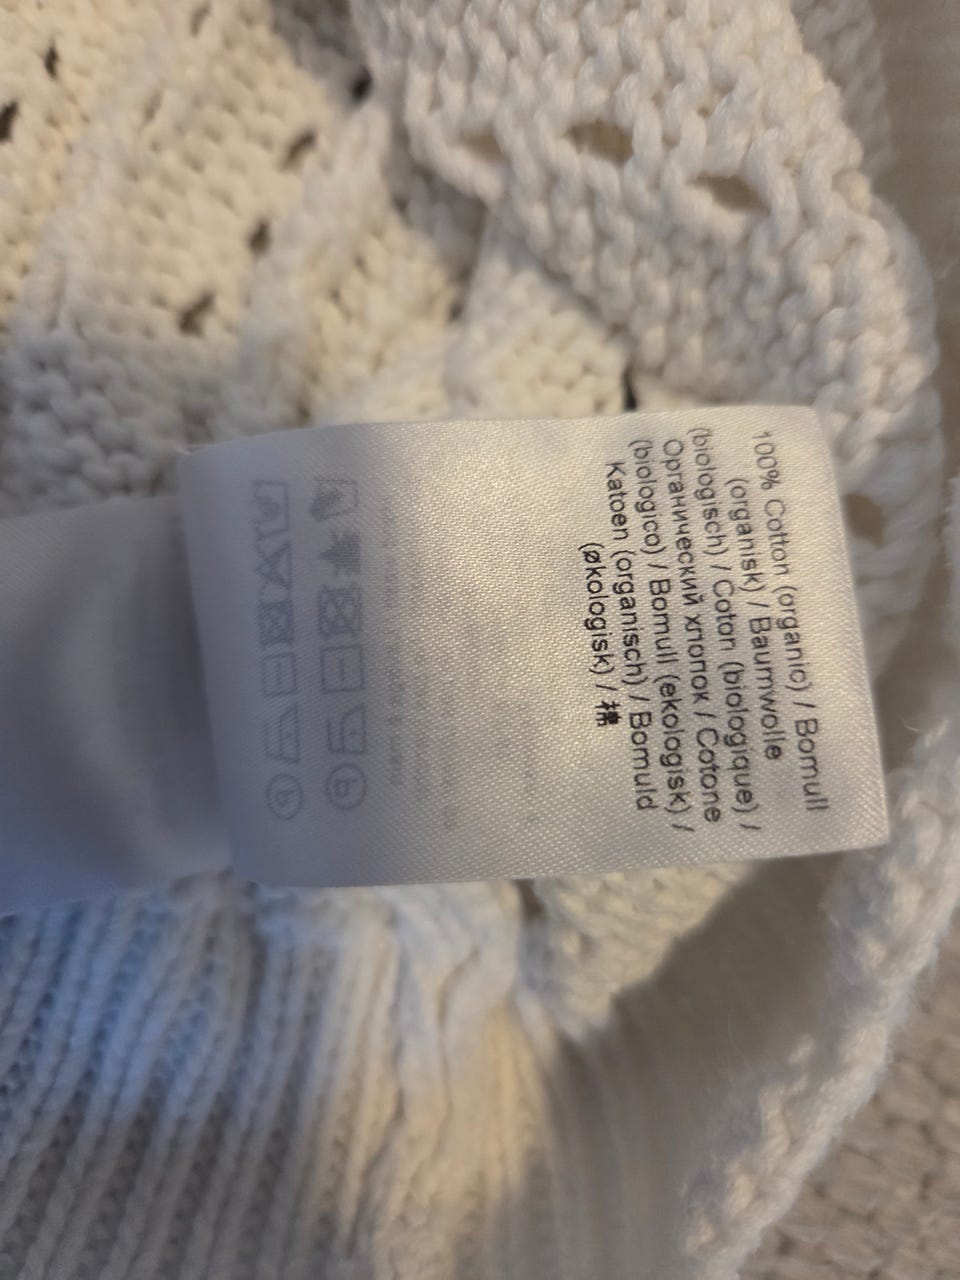 100% Cotton (organic) / Bomull
(organisk) / Baumwolle
(biologisch) / Coton (biologique) /
Органический хлопок / Cotone
(biologico) / Bomull (ekologisk) /
Katoen (organisch) / Bomuld
(økologisk) / 棉